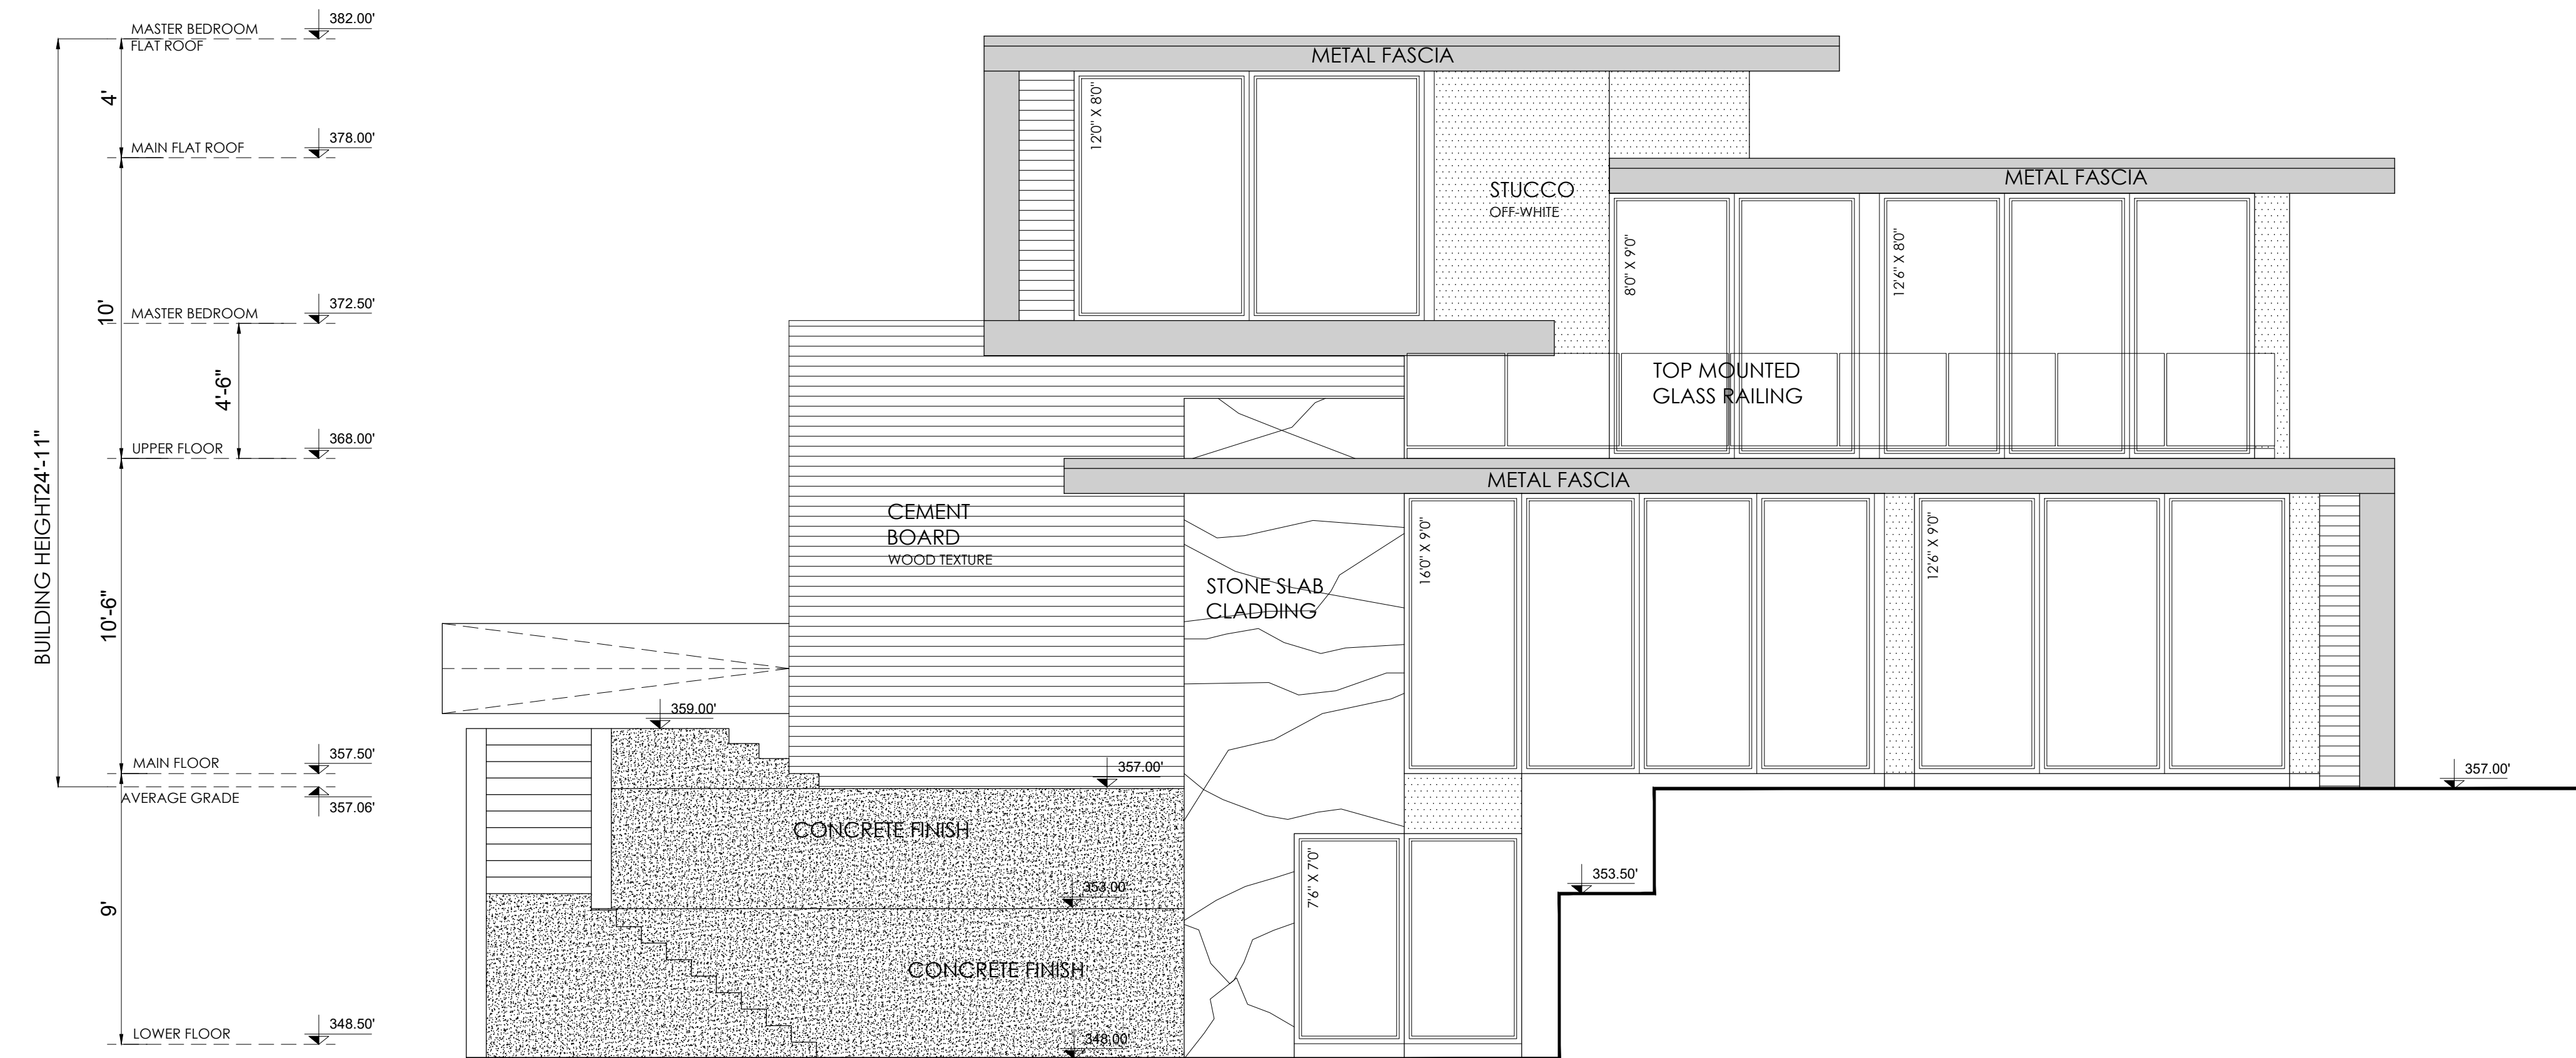 MASTER BEDROOM
FLAT ROOF
382.00'
4'
MAIN FLAT ROOF
378.00'
10'
MASTER BEDROOM
372.50'
4'-6"
UPPER FLOOR
368.00'
BUILDING HEIGHT24'-11"
10'-6"
MAIN FLOOR
357.50'
AVERAGE GRADE
357.06'
9'
LOWER FLOOR
348.50'
METAL FASCIA
12'0" X 8'0"
STUCCO
OFF-WHITE
METAL FASCIA
8'0" X 9'0"
12'6" X 8'0"
TOP MOUNTED
GLASS RAILING
METAL FASCIA
CEMENT
BOARD
WOOD TEXTURE
STONE SLAB
CLADDING
16'0" X 9'0"
12'6" X 9'0"
359.00'
357.00'
357.00'
CONCRETE FINISH
7'6" X 7'0"
353.00'
353.50'
CONCRETE FINISH
348.00'